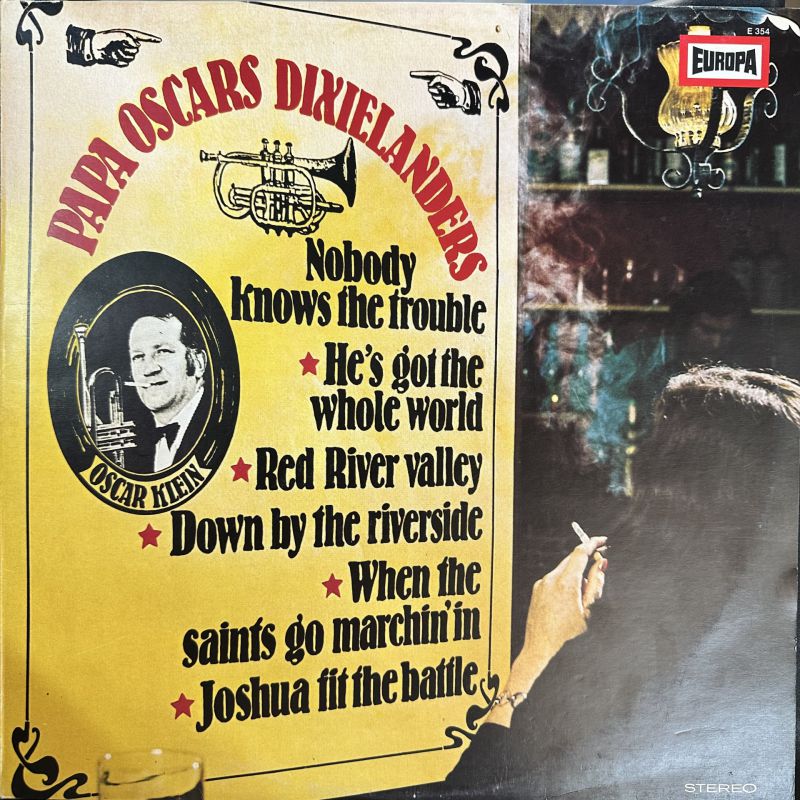 E 354
EUROPA
PAPA OSCARS DIXIELANDERS
Nobody
knows the trouble
★ He's got the
whole world
★ Red River valley
★ Down by the riverside
★ When the
saints go marchin' in
★ Joshua fit the battle
OSCAR KLEIN
STEREO